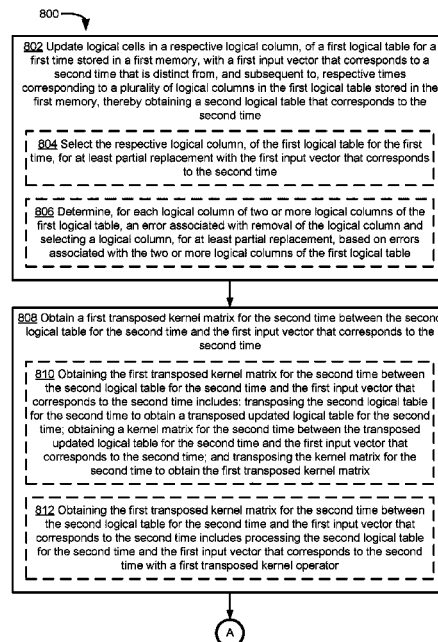 800
802 Update logical cells in a respective logical column, of a first logical table for a
first time stored in a first memory, with a first input vector that corresponds to a
second time that is distinct from, and subsequent to, respective times
corresponding to a plurality of logical columns in the first logical table stored in the
first memory, thereby obtaining a second logical table that corresponds to the
second time
804 Select the respective logical column, of the first logical table for the first
time, for at least partial replacement with the first input vector that corresponds
to the second time
806 Determine, for each logical column of two or more logical columns of the
first logical table, an error associated with removal of the logical column and
selecting a logical column, for at least partial replacement, based on errors
associated with the two or more logical columns of the first logical table
808 Obtain a first transposed kernel matrix for the second time between the second
logical table for the second time and the first input vector that corresponds to the
second time
810 Obtaining the first transposed kernel matrix for the second time between
the second logical table for the second time and the first input vector that
corresponds to the second time includes: transposing the second logical
table for the second time to obtain a transposed updated logical table for the
second time; obtaining a kernel matrix for the second time between the transposed
updated logical table for the second time and the first input vector that
corresponds to the second time; and transposing the kernel matrix for the
second time to obtain the first transposed kernel matrix
812 Obtaining the first transposed kernel matrix for the second time between
the second logical table for the second time and the first input vector that
corresponds to the second time includes processing the second logical table
for the second time and the first input vector that corresponds to the second
time with a first transposed kernel operator
A